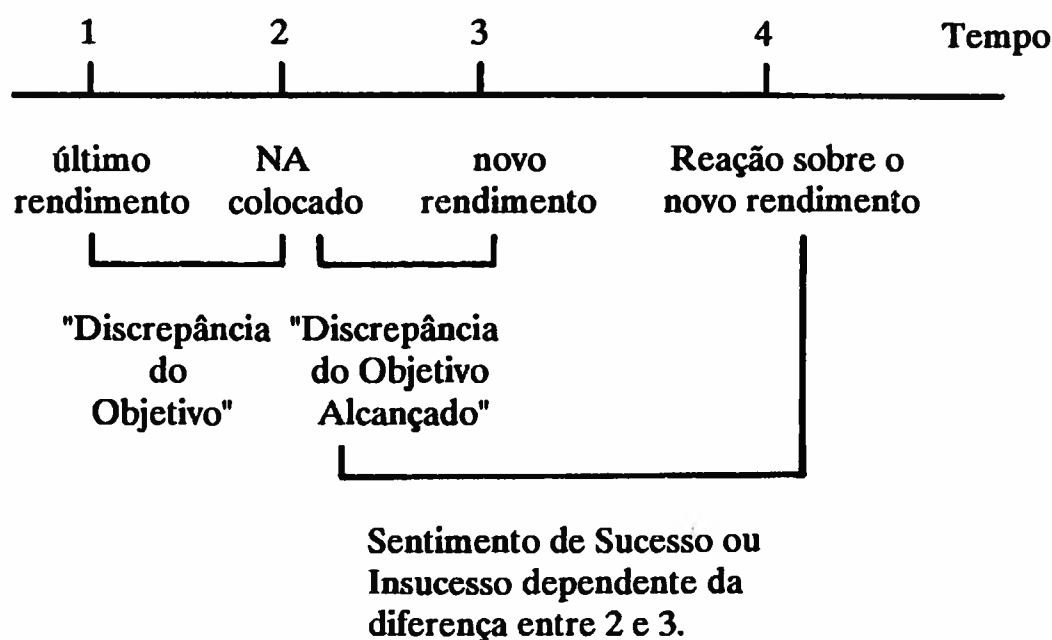 1 2 3 4 Tempo
último NA novo Reação sobre o
rendimento colocado rendimento novo rendimento
"Discrepância "Discrepância
do do Objetivo
Objetivo" Alcançado"
Sentimento de Sucesso ou
Insucesso dependente da
diferença entre 2 e 3.